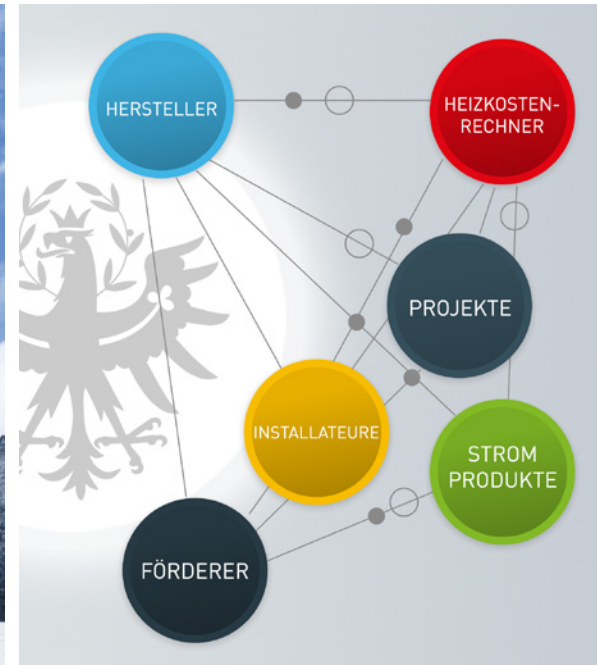 HERSTELLER
HEIZKOSTEN-
RECHNER
PROJEKTE
INSTALLATEURE
STROM
PRODUKTE
FÖRDERER